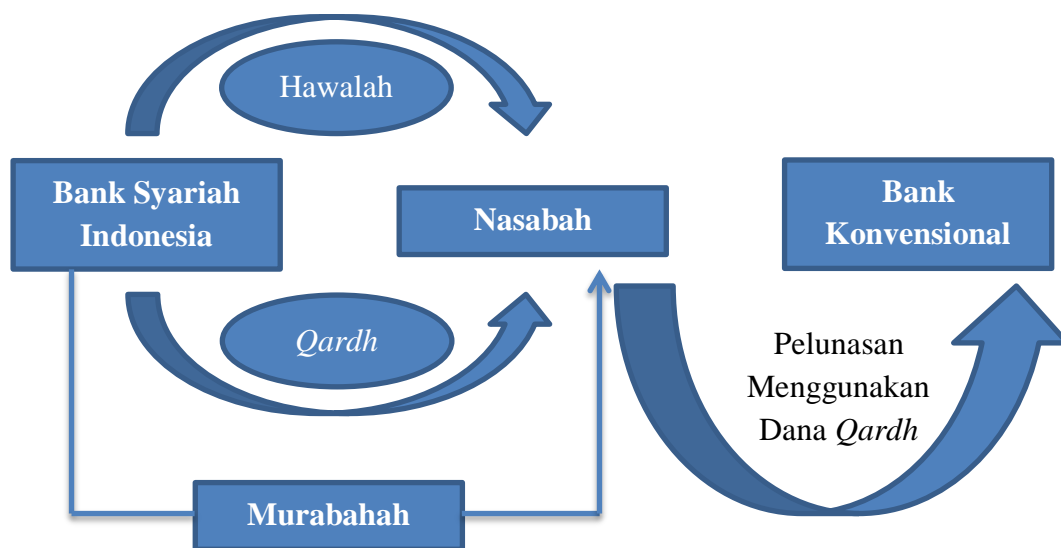 Hawalah
Bank Syariah
Indonesia
Nasabah
Bank
Konvensional
Qardh
Pelunasan
Menggunakan
Dana Qardh
Murabahah